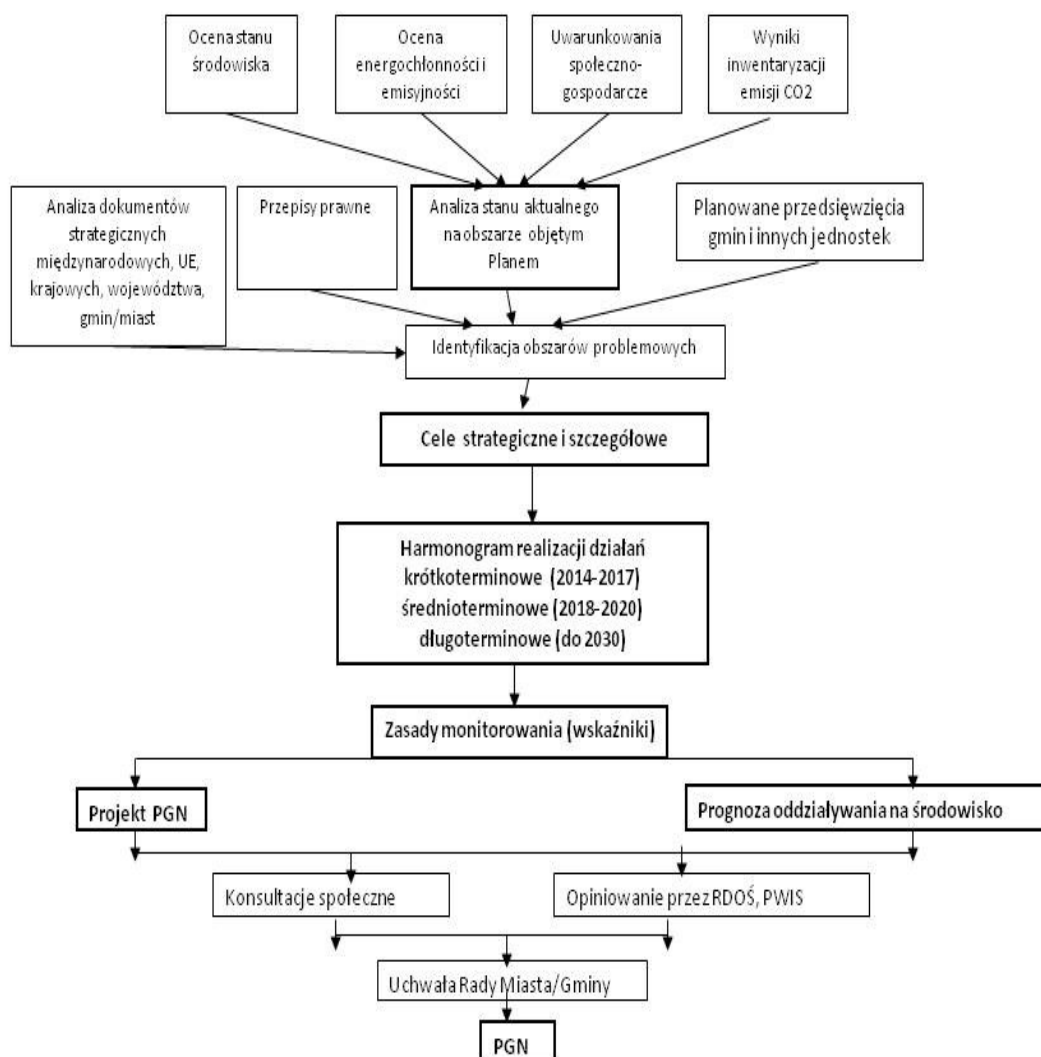 Ocena stanu
środowiska
Ocena
energochłonności i
emisyjności
Uwarunkowania
społeczno-
gospodarcze
Wyniki
inwentaryzacji
emisji CO2
Analiza dokumentów
strategicznych
międzynarodowych, UE,
krajowych, województwa,
gmin/miast
Przepisy prawne
Analiza stanu aktualnego
na obszarze objętym
Planem
Planowane przedsięwzięcia
gmin i innych jednostek
Identyfikacja obszarów problemowych
Cele strategiczne i szczegółowe
Harmonogram realizacji działań
krótkoterminowe (2014-2017)
średnioterminowe (2018-2020)
długoterminowe (do 2030)
Zasady monitorowania (wskaźniki)
Projekt PGN
Prognoza oddziaływania na środowisko
Konsultacje społeczne
Opiniowanie przez RDOŚ, PWIS
Uchwała Rady Miasta/Gminy
PGN